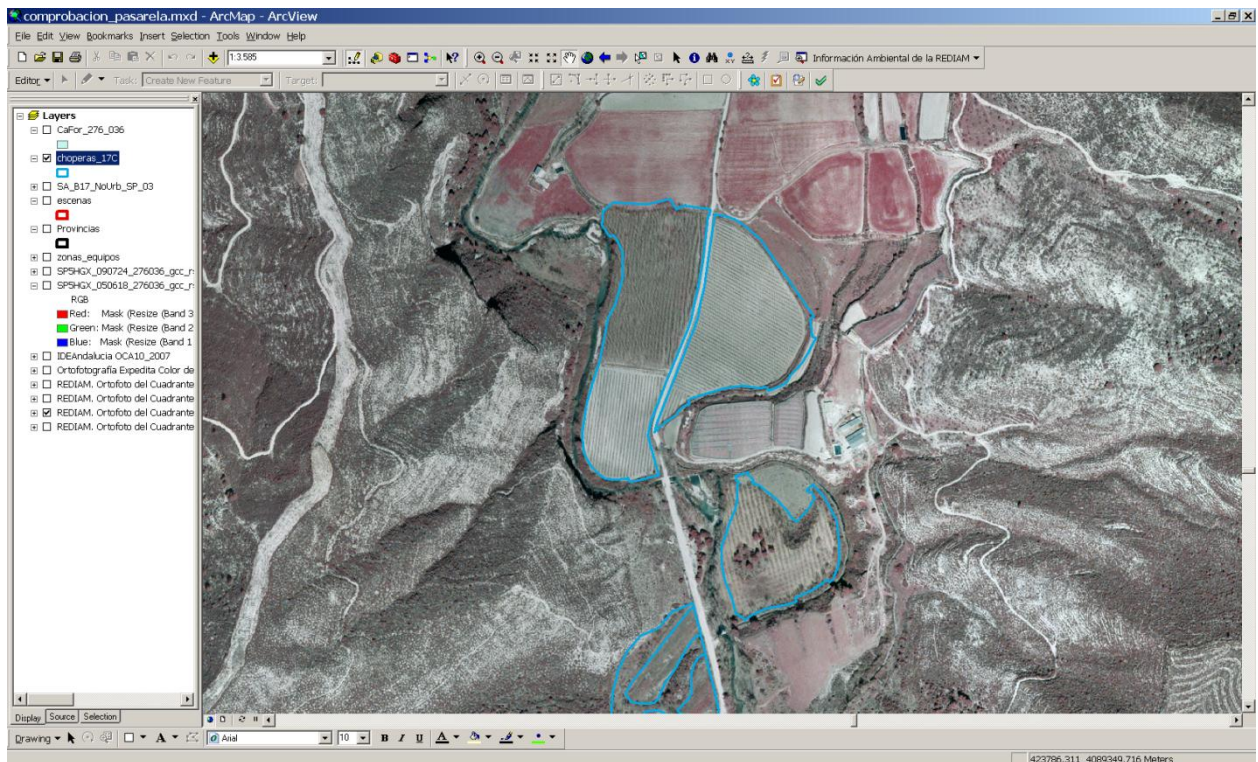 comprobacion_pasarela.mxd - ArcMap - ArcView
File Edit View Bookmarks Insert Selection Tools Window Help
1:3.585
Información Ambiental de la REDIAM
Editor Task: Create New Feature Target:
Layers
CaFor_276_036
choperas_17C
SA_B17_NoUrb_SP_03
escenas
Provincias
zonas_equipos
SP5HGX_090724_276036_gcc_r
SP5HGX_050618_276036_gcc_r
RGB
Red: Mask (Resize (Band 3
Green: Mask (Resize (Band 2
Blue: Mask (Resize (Band 1
IDEAndalucia OCA10_2007
Ortofotografía Expedita Color de
REDIAM. Ortofoto del Cuadrante
REDIAM. Ortofoto del Cuadrante
REDIAM. Ortofoto del Cuadrante
REDIAM. Ortofoto del Cuadrante
Display Source Selection
Drawing A Arial 10 B I U A
423786,311 4089349,716 Meters